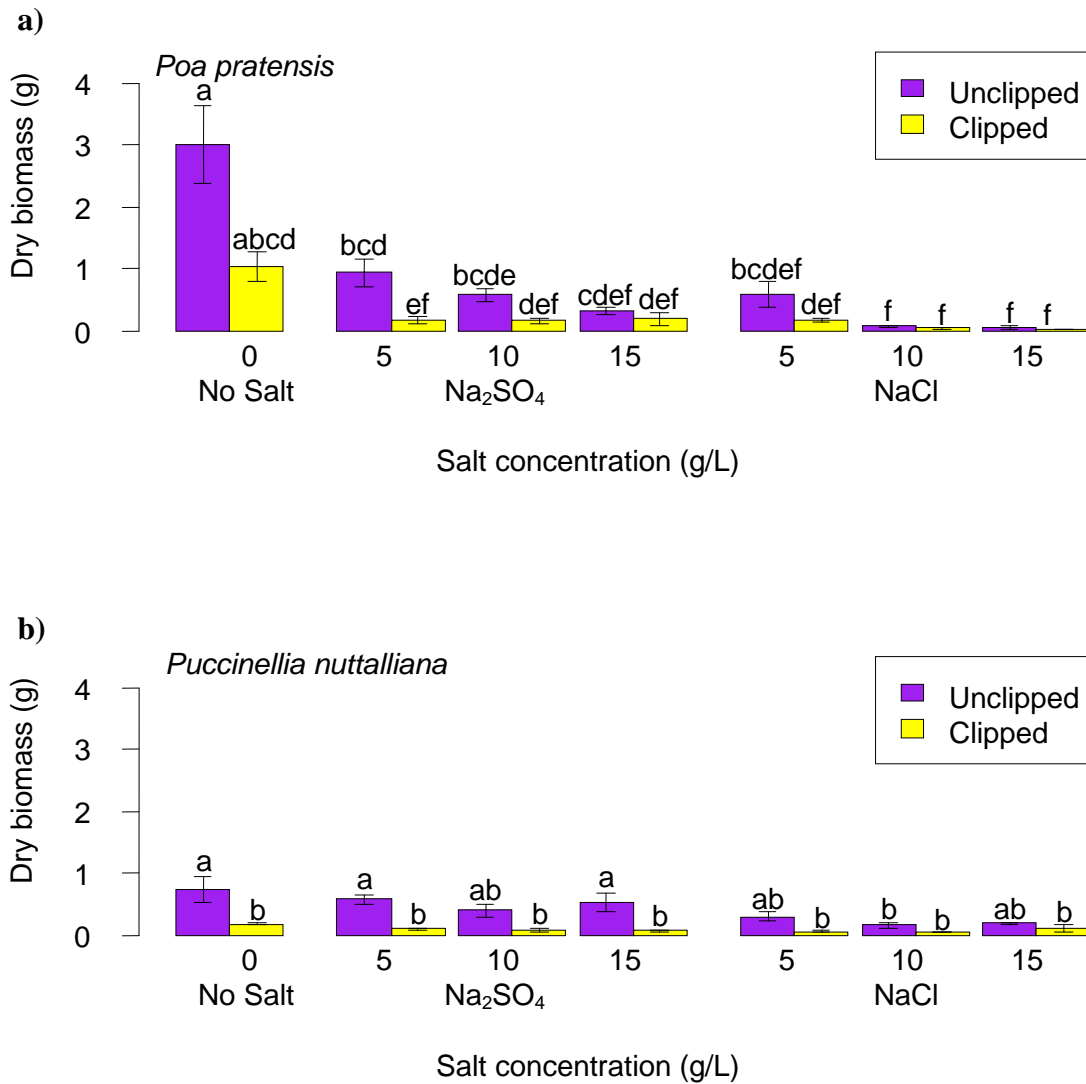 a)
Poa pratensis
Unclipped
Clipped
Dry biomass (g)
4
3
2
1
0
a
abcd
bcd
ef
bcde
def
cdef
def
bcdef
def
f
f
f
f
0
5
10
15
5
10
15
No Salt
Na₂SO₄
NaCl
Salt concentration (g/L)
b)
Puccinellia nuttalliana
Unclipped
Clipped
Dry biomass (g)
4
3
2
1
0
a
b
a
b
ab
b
a
b
ab
b
b
b
ab
b
0
5
10
15
5
10
15
No Salt
Na₂SO₄
NaCl
Salt concentration (g/L)